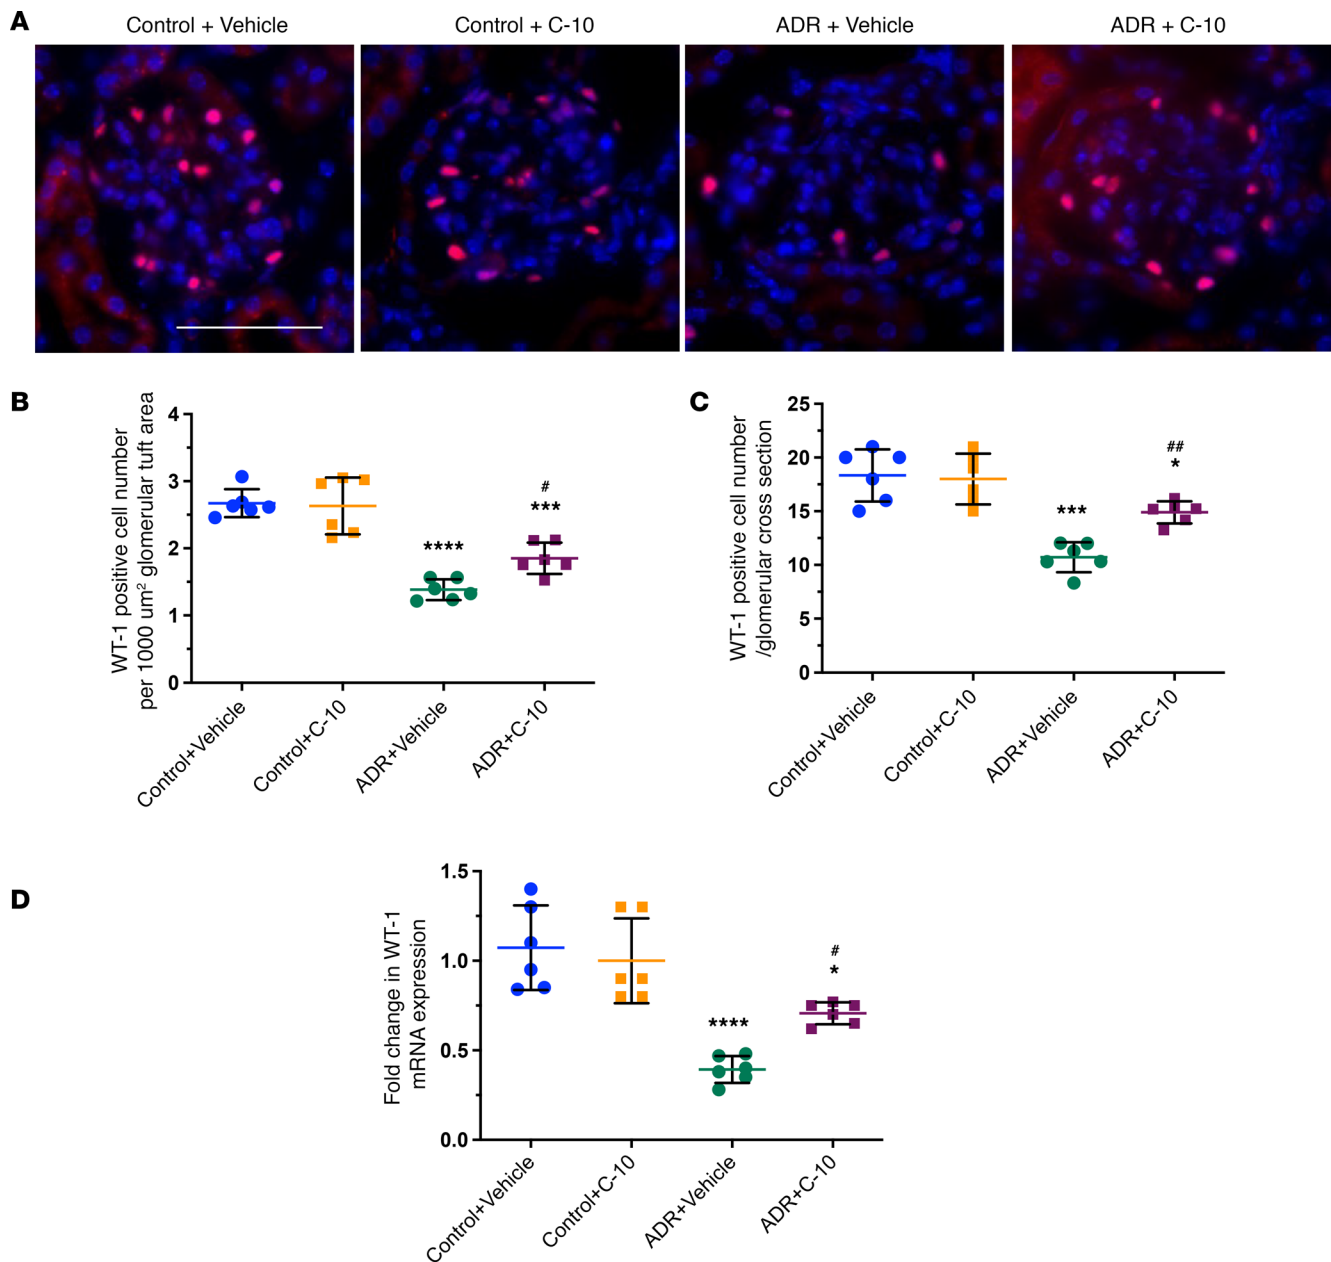 A
Control + Vehicle
Control + C-10
ADR + Vehicle
ADR + C-10
B
WT-1 positive cell number
per 1000 um² glomerular tuft area
4
3
2
1
0
****
#
***
Control+Vehicle
Control+C-10
ADR+Vehicle
ADR+C-10
C
WT-1 positive cell number
/glomerular cross section
25
20
15
10
5
0
***
##
*
Control+Vehicle
Control+C-10
ADR+Vehicle
ADR+C-10
D
Fold change in WT-1
mRNA expression
1.5
1.0
0.5
0.0
****
#
*
Control+Vehicle
Control+C-10
ADR+Vehicle
ADR+C-10